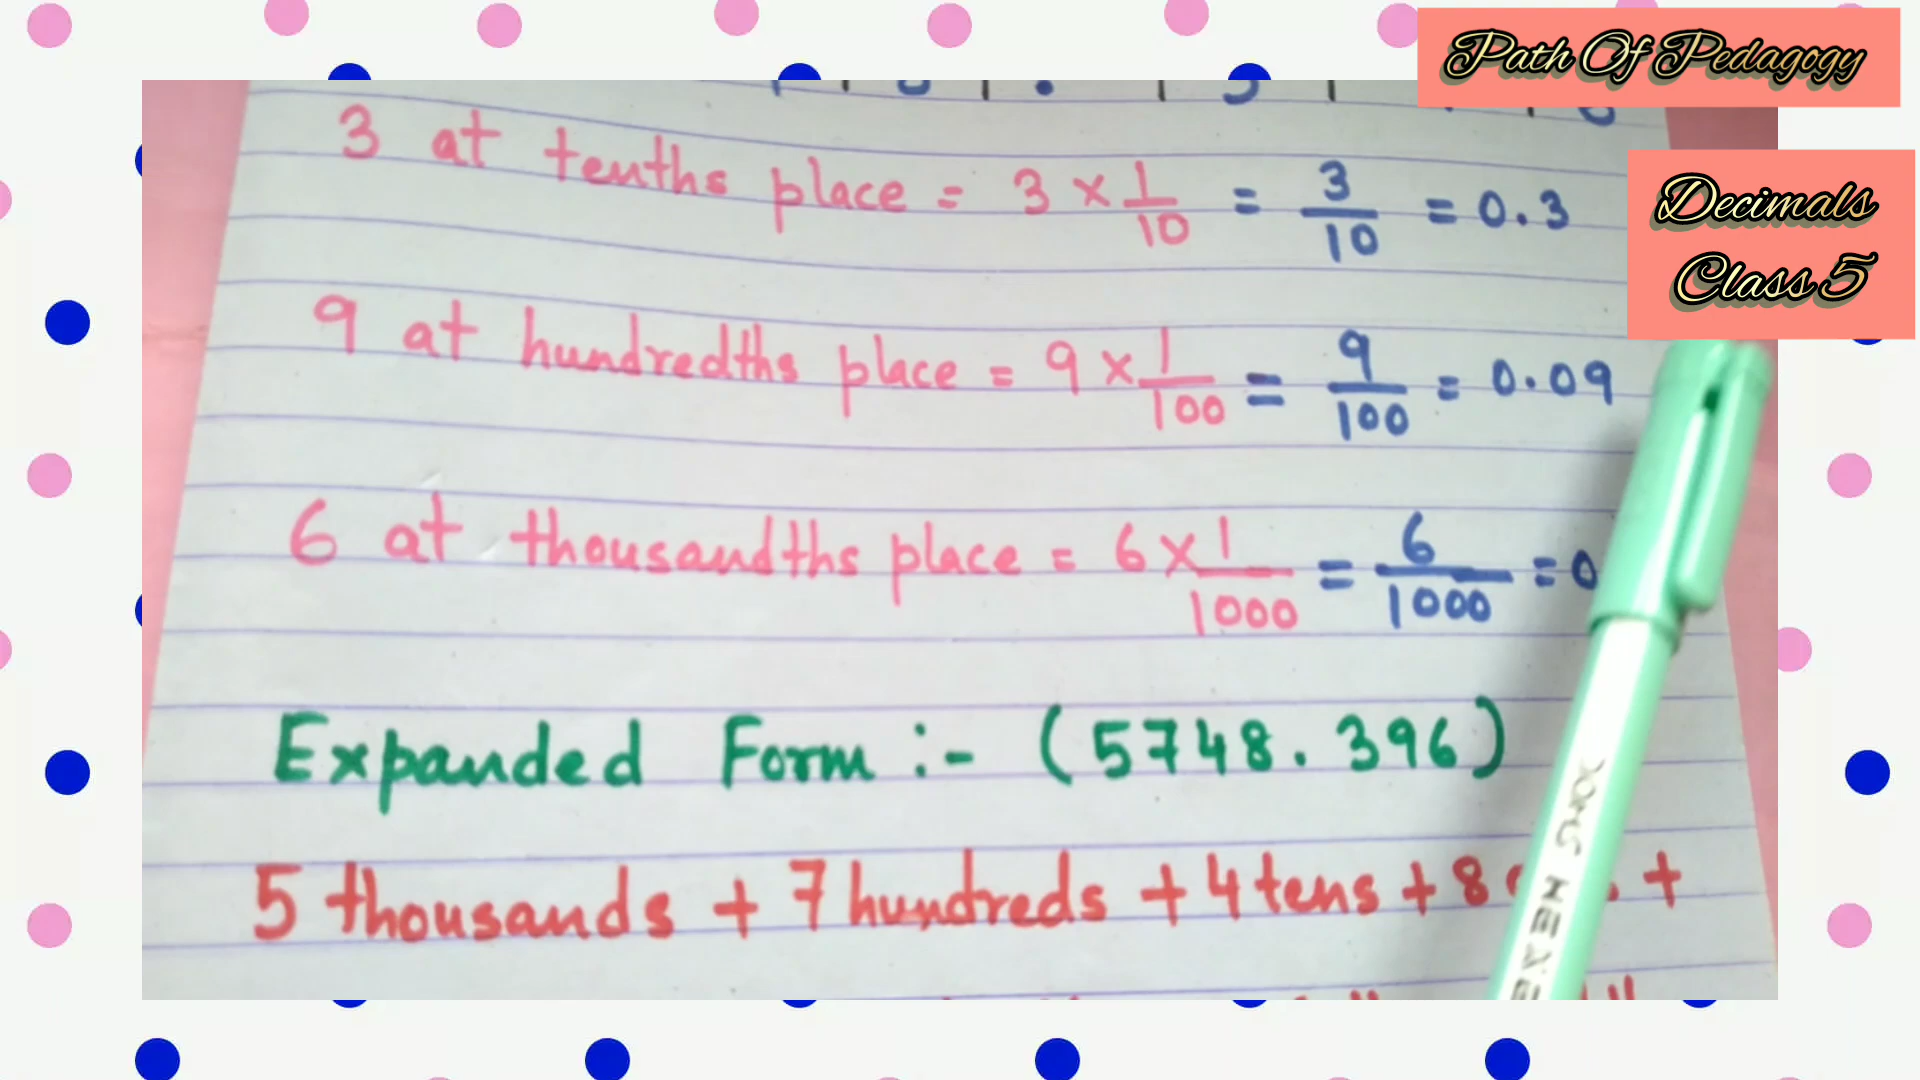 Path Of Pedagogy
Decimals
Class 5
3 at tenths place = 3 × 1/10 = 3/10 = 0.3
9 at hundredths place = 9 × 1/100 = 9/100 = 0.09
6 at thousandths place = 6 × 1/1000 = 6/1000 = 0
Expanded Form :- (5748.396)
5 thousands + 7 hundreds + 4 tens + 8 +